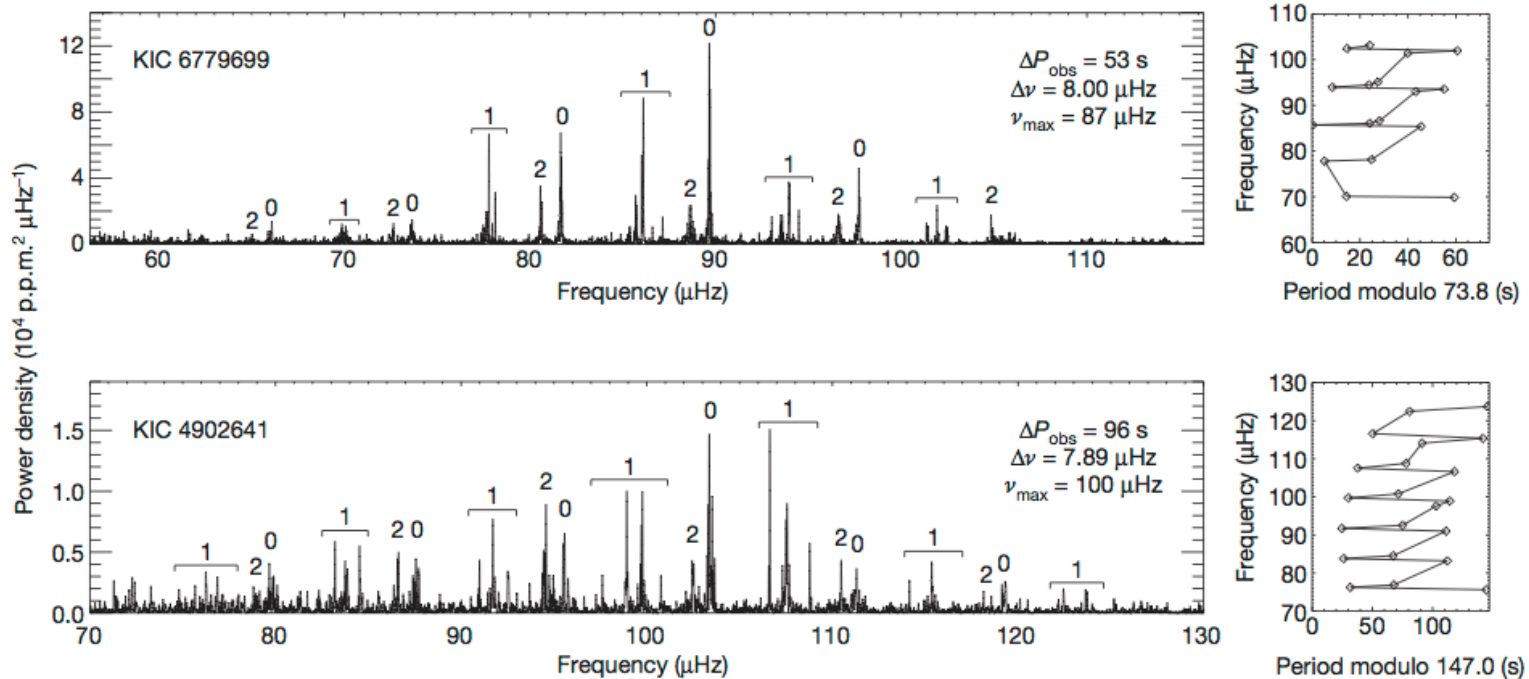 KIC 6779699
ΔP_obs = 53 s
Δν = 8.00 μHz
ν_max = 87 μHz
12
8
4
0
2 0 1 2 0 1 2 0 1 2 0 1 2 0 1 2
60 70 80 90 100 110
Frequency (μHz)
Power density (10⁴ p.p.m.² μHz⁻¹)
Frequency (μHz)
110
100
90
80
70
60
0 20 40 60
Period modulo 73.8 (s)
KIC 4902641
ΔP_obs = 96 s
Δν = 7.89 μHz
ν_max = 100 μHz
1.5
1.0
0.5
0.0
1 2 0 1 2 0 1 2 0 1 2 0 1 2 0 1 2 0 1
70 80 90 100 110 120 130
Frequency (μHz)
Frequency (μHz)
130
120
110
100
90
80
70
0 50 100
Period modulo 147.0 (s)